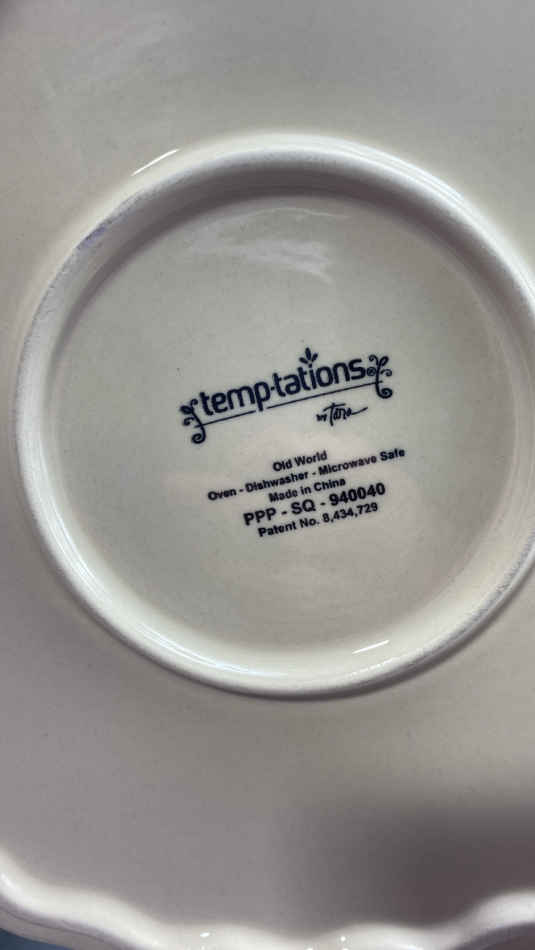 temp-tations
by Tara
Old World
Oven - Dishwasher - Microwave Safe
Made in China
PPP - SQ - 940040
Patent No. 8,434,729